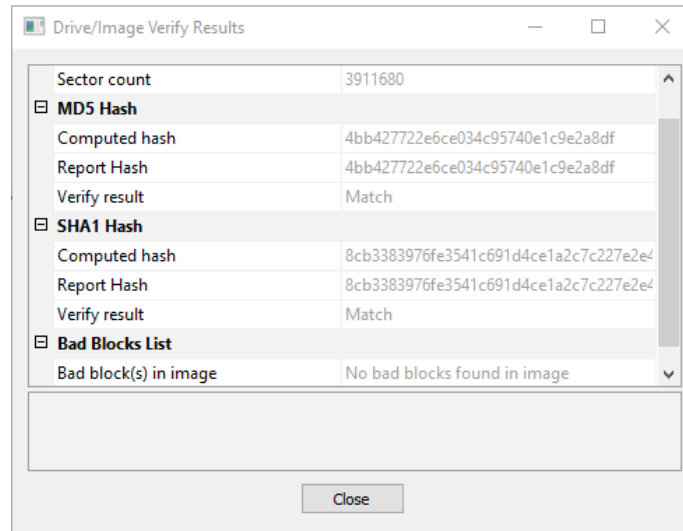 Drive/Image Verify Results
Sector count 3911680
MD5 Hash
Computed hash 4bb427722e6ce034c95740e1c9e2a8df
Report Hash 4bb427722e6ce034c95740e1c9e2a8df
Verify result Match
SHA1 Hash
Computed hash 8cb3383976fe3541c691d4ce1a2c7c227e2e4
Report Hash 8cb3383976fe3541c691d4ce1a2c7c227e2e4
Verify result Match
Bad Blocks List
Bad block(s) in image No bad blocks found in image
Close